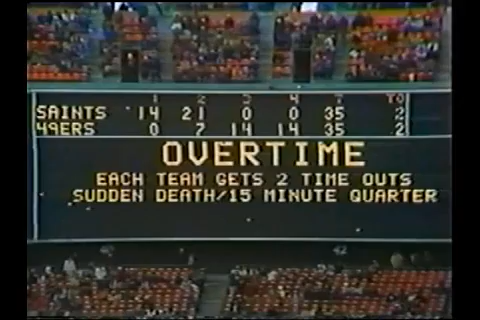 1 2 3 4 T TO
SAINTS 14 21 0 0 35 2
49ERS 0 7 14 14 35 2
OVERTIME
EACH TEAM GETS 2 TIME OUTS
SUDDEN DEATH/15 MINUTE QUARTER